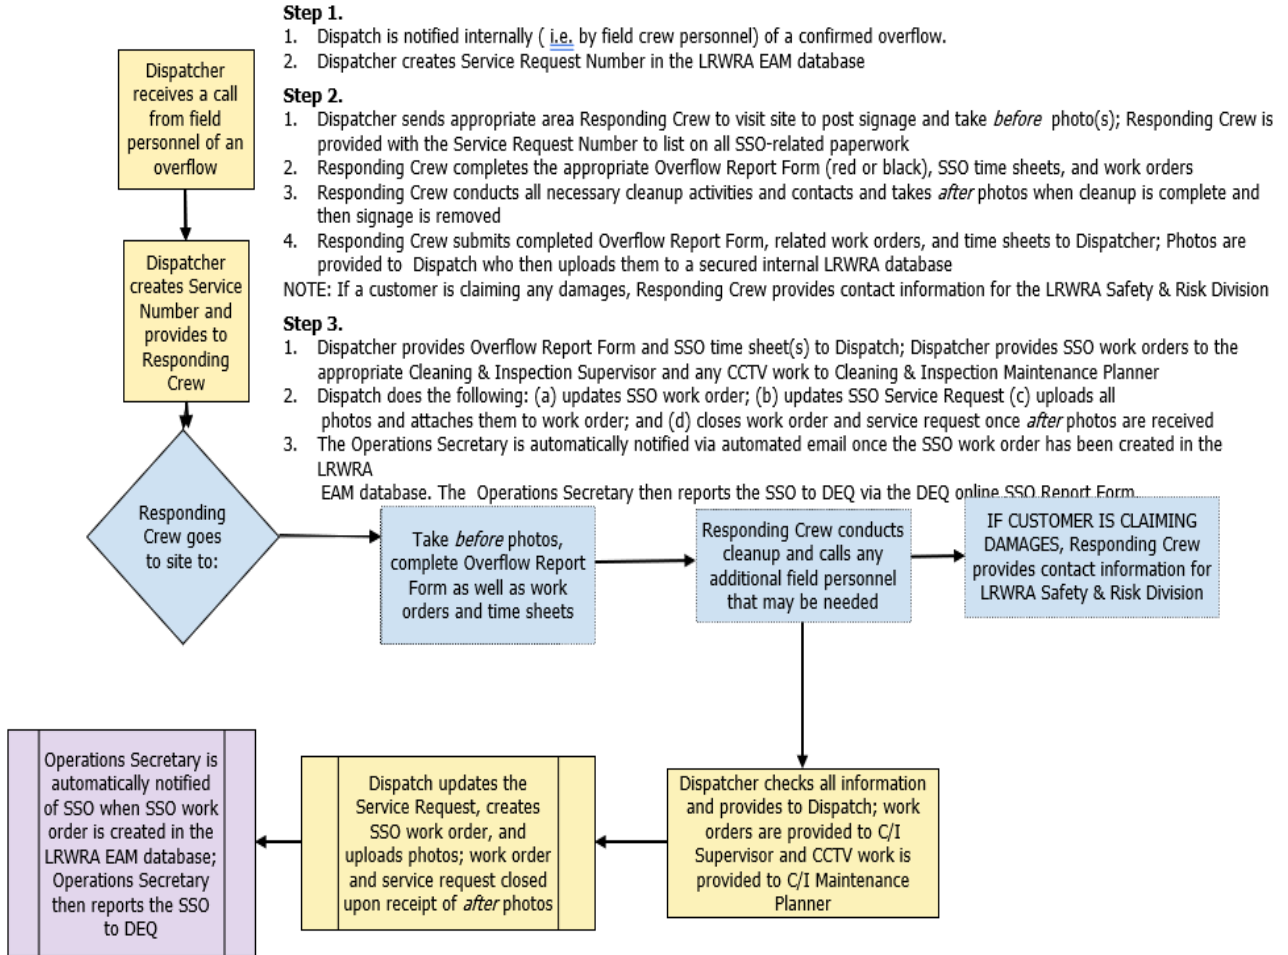 Step 1.
1. Dispatch is notified internally ( i.e. by field crew personnel) of a confirmed overflow.
2. Dispatcher creates Service Request Number in the LRWRA EAM database
Step 2.
1. Dispatcher sends appropriate area Responding Crew to visit site to post signage and take before photo(s); Responding Crew is
provided with the Service Request Number to list on all SSO-related paperwork
2. Responding Crew completes the appropriate Overflow Report Form (red or black), SSO time sheets, and work orders
3. Responding Crew conducts all necessary cleanup activities and contacts and takes after photos when cleanup is complete and
then signage is removed
4. Responding Crew submits completed Overflow Report Form, related work orders, and time sheets to Dispatcher; Photos are
provided to Dispatch who then uploads them to a secured internal LRWRA database
NOTE: If a customer is claiming any damages, Responding Crew provides contact information for the LRWRA Safety & Risk Division
Step 3.
1. Dispatcher provides Overflow Report Form and SSO time sheet(s) to Dispatch; Dispatcher provides SSO work orders to the
appropriate Cleaning & Inspection Supervisor and any CCTV work to Cleaning & Inspection Maintenance Planner
2. Dispatch does the following: (a) updates SSO work order; (b) updates SSO Service Request (c) uploads all
photos and attaches them to work order; and (d) closes work order and service request once after photos are received
3. The Operations Secretary is automatically notified via automated email once the SSO work order has been created in the
LRWRA
EAM database. The Operations Secretary then reports the SSO to DEQ via the DEQ online SSO Report Form.
Dispatcher
receives a call
from field
personnel of an
overflow
Dispatcher
creates Service
Number and
provides to
Responding
Crew
Responding
Crew goes
to site to:
Take before photos,
complete Overflow Report
Form as well as work
orders and time sheets
Responding Crew conducts
cleanup and calls any
additional field personnel
that may be needed
IF CUSTOMER IS CLAIMING
DAMAGES, Responding Crew
provides contact information for
LRWRA Safety & Risk Division
Dispatcher checks all information
and provides to Dispatch; work
orders are provided to C/I
Supervisor and CCTV work is
provided to C/I Maintenance
Planner
Dispatch updates the
Service Request, creates
SSO work order, and
uploads photos; work order
and service request closed
upon receipt of after photos
Operations Secretary is
automatically notified
of SSO when SSO work
order is created in the
LRWRA EAM database;
Operations Secretary
then reports the SSO
to DEQ